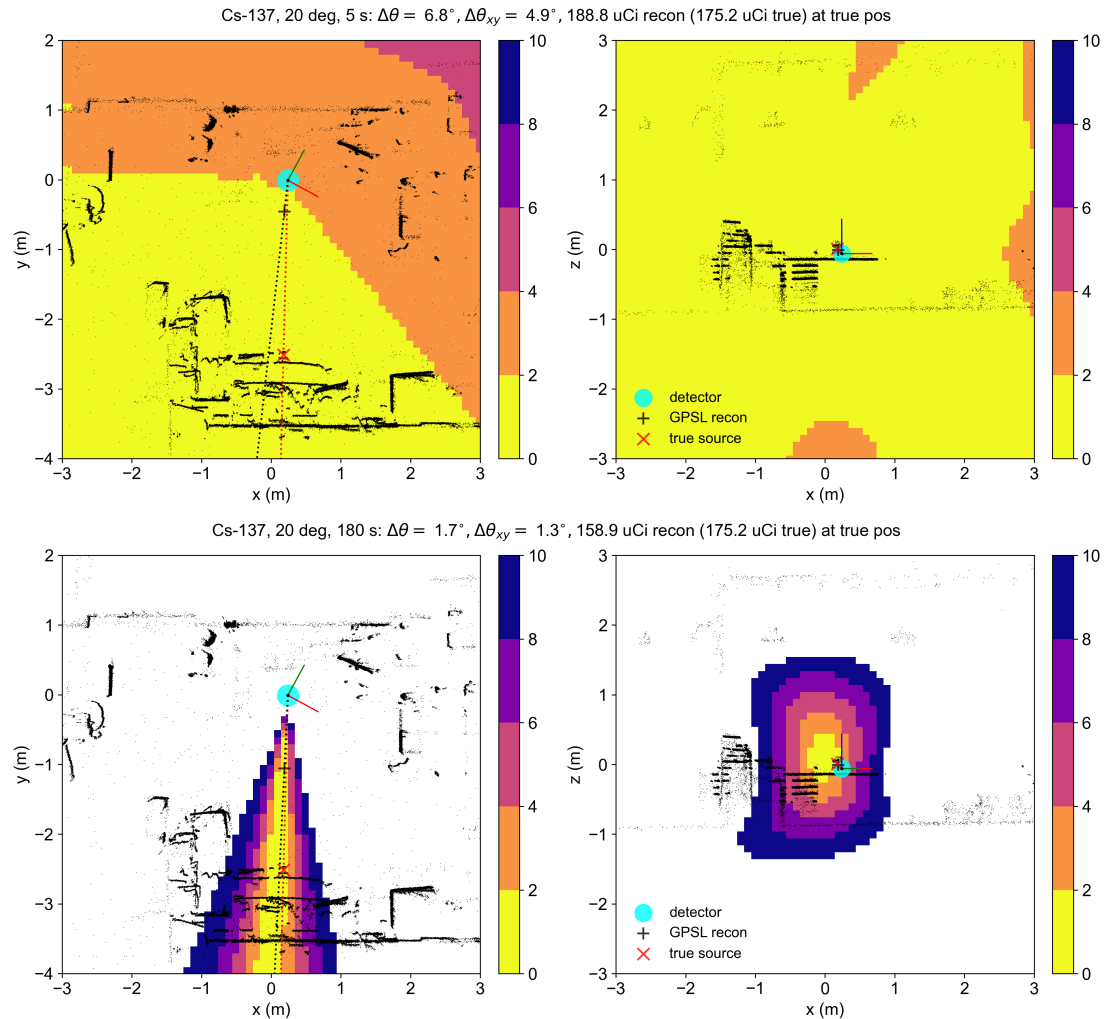 Cs-137, 20 deg, 5 s: Δθ = 6.8°, Δθxy = 4.9°, 188.8 uCi recon (175.2 uCi true) at true pos
2
1
0
−1
−2
−3
−4
y (m)
−3 −2 −1 0 1 2 3
x (m)
10
8
6
4
2
0
3
2
1
0
−1
−2
−3
z (m)
detector
GPSL recon
true source
−3 −2 −1 0 1 2 3
x (m)
10
8
6
4
2
0
Cs-137, 20 deg, 180 s: Δθ = 1.7°, Δθxy = 1.3°, 158.9 uCi recon (175.2 uCi true) at true pos
2
1
0
−1
−2
−3
−4
y (m)
−3 −2 −1 0 1 2 3
x (m)
10
8
6
4
2
0
3
2
1
0
−1
−2
−3
z (m)
detector
GPSL recon
true source
−3 −2 −1 0 1 2 3
x (m)
10
8
6
4
2
0